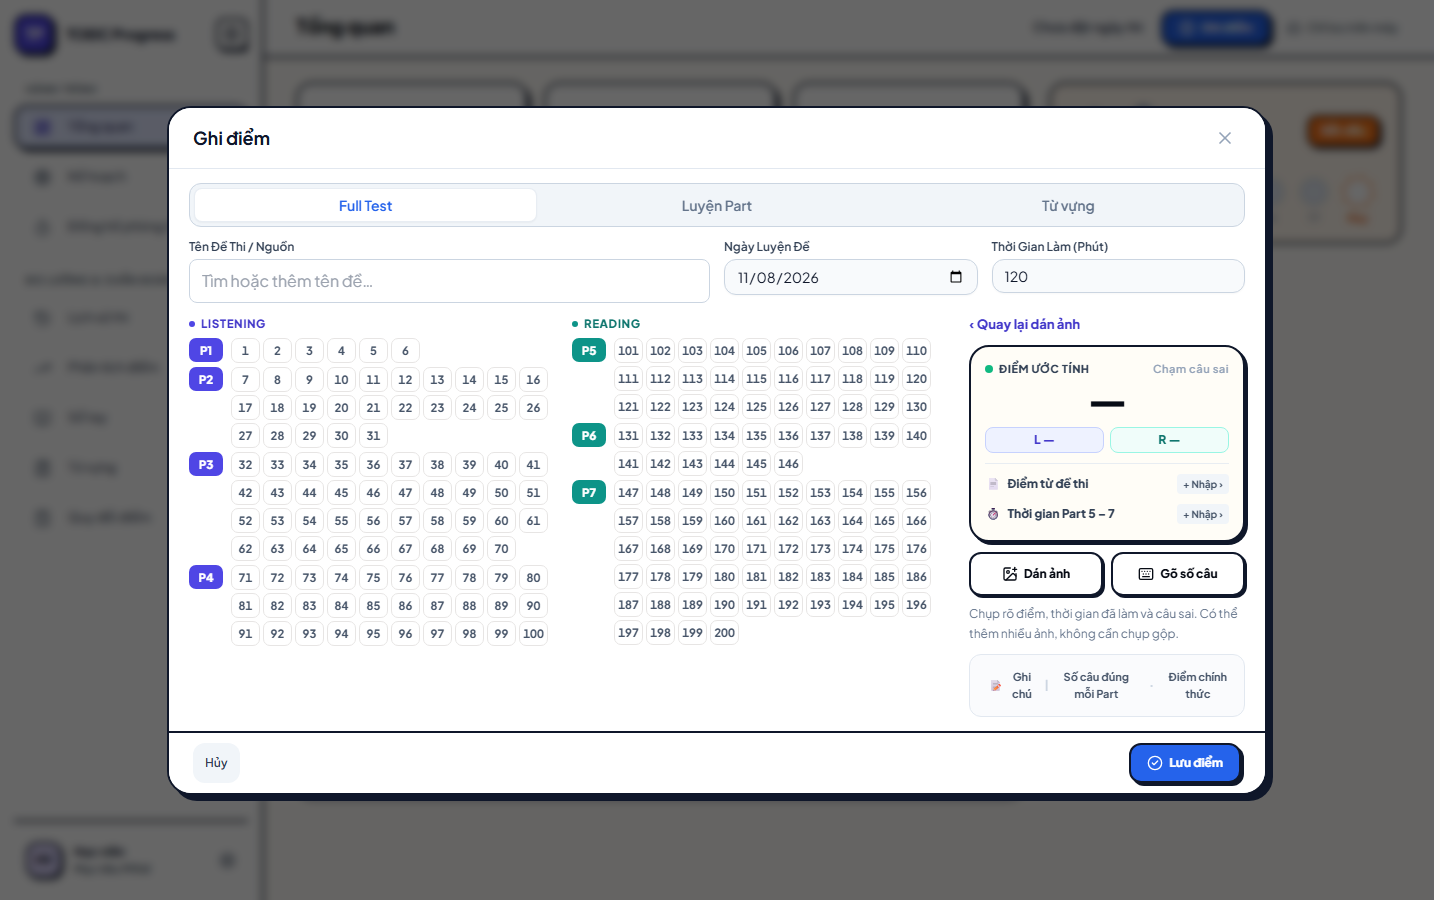 TOEIC Progress
Tổng quan
Tổng quan
Ghi điểm
Full Test
Luyện Part
Từ vựng
Tên Đề Thi / Nguồn
Ngày Luyện Đề
Thời Gian Làm (Phút)
Tìm hoặc thêm tên đề...
11/08/2026
120
LISTENING
P1 1 2 3 4 5 6
P2 7 8 9 10 11 12 13 14 15 16
17 18 19 20 21 22 23 24 25 26
27 28 29 30 31
P3 32 33 34 35 36 37 38 39 40 41
42 43 44 45 46 47 48 49 50 51
52 53 54 55 56 57 58 59 60 61
62 63 64 65 66 67 68 69 70
P4 71 72 73 74 75 76 77 78 79 80
81 82 83 84 85 86 87 88 89 90
91 92 93 94 95 96 97 98 99 100
READING
P5 101 102 103 104 105 106 107 108 109 110
111 112 113 114 115 116 117 118 119 120
121 122 123 124 125 126 127 128 129 130
P6 131 132 133 134 135 136 137 138 139 140
141 142 143 144 145 146
P7 147 148 149 150 151 152 153 154 155 156
157 158 159 160 161 162 163 164 165 166
167 168 169 170 171 172 173 174 175 176
177 178 179 180 181 182 183 184 185 186
187 188 189 190 191 192 193 194 195 196
197 198 199 200
‹ Quay lại dán ảnh
ĐIỂM ƯỚC TÍNH
Chạm câu sai
—
L —
R —
Điểm từ đề thi
+ Nhập ›
Thời gian Part 5 – 7
+ Nhập ›
Dán ảnh
Gõ số câu
Chụp rõ điểm, thời gian đã làm và câu sai. Có thể
thêm nhiều ảnh, không cần chụp gộp.
Ghi chú | Số câu đúng mỗi Part · Điểm chính thức
Hủy
Lưu điểm